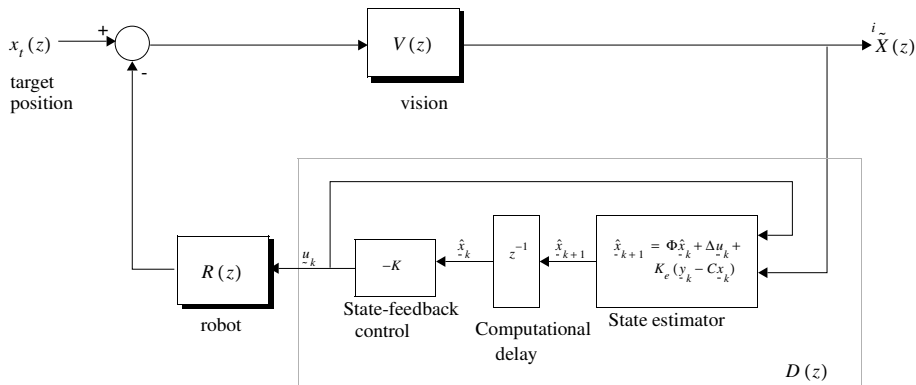 x_t(z)
target
position
+
-
V(z)
vision
^iX̃(z)
R(z)
robot
u_k
-K
State-feedback
control
x̂_k
z^{-1}
Computational
delay
x̂_{k+1}
x̂_{k+1} = Φx̂_k + Δu_k +
K_e(y_k − Cx_k)
State estimator
D(z)